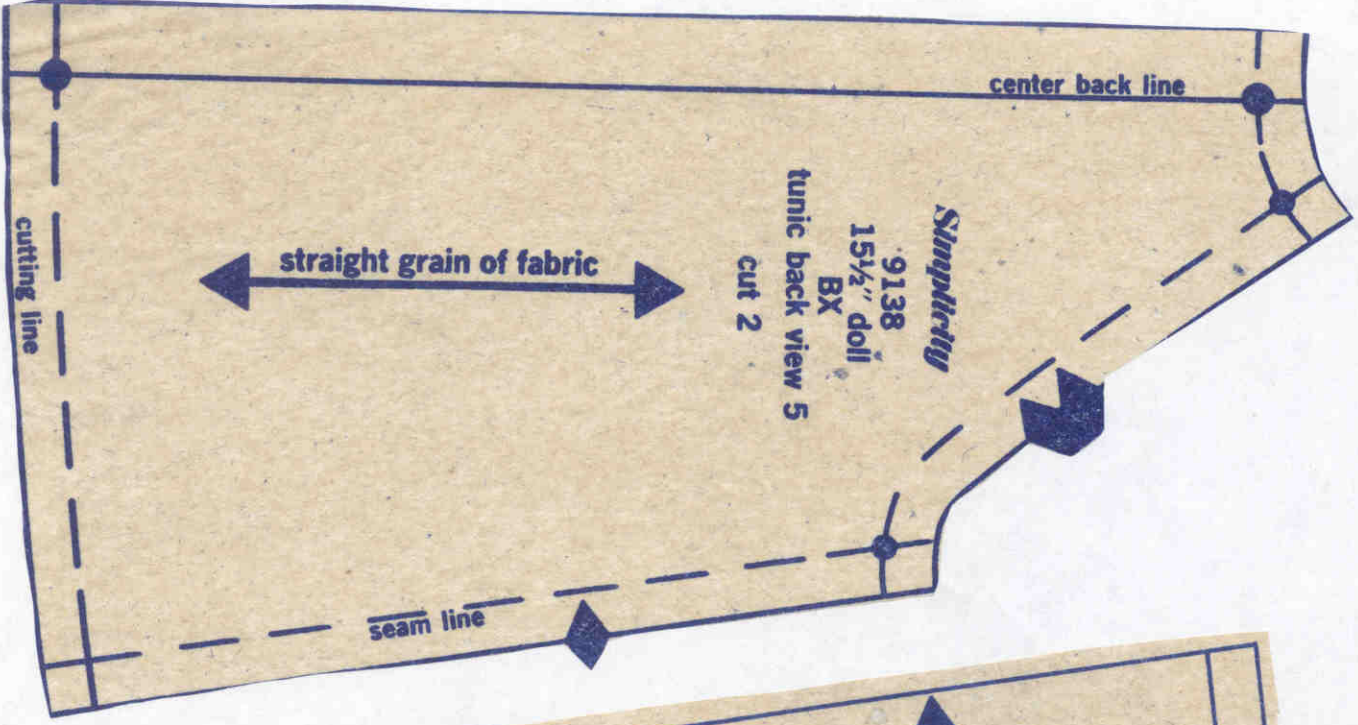 center back line
Simplicity
9138
15½" doll
BX
tunic back view 5
cut 2
straight grain of fabric
cutting line
seam line